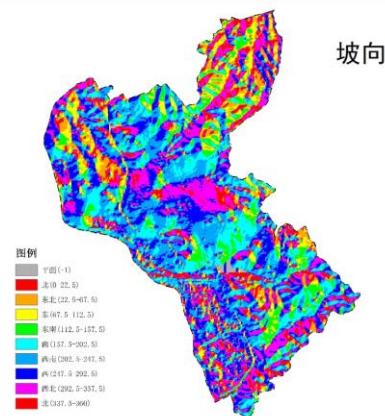 坡向
图例
平面(-1)
北(0-22.5)
东北(22.5-67.5)
东(67.5-112.5)
东南(112.5-157.5)
南(157.5-202.5)
西南(202.5-247.5)
西(247.5-292.5)
西北(292.5-337.5)
北(337.5-360)